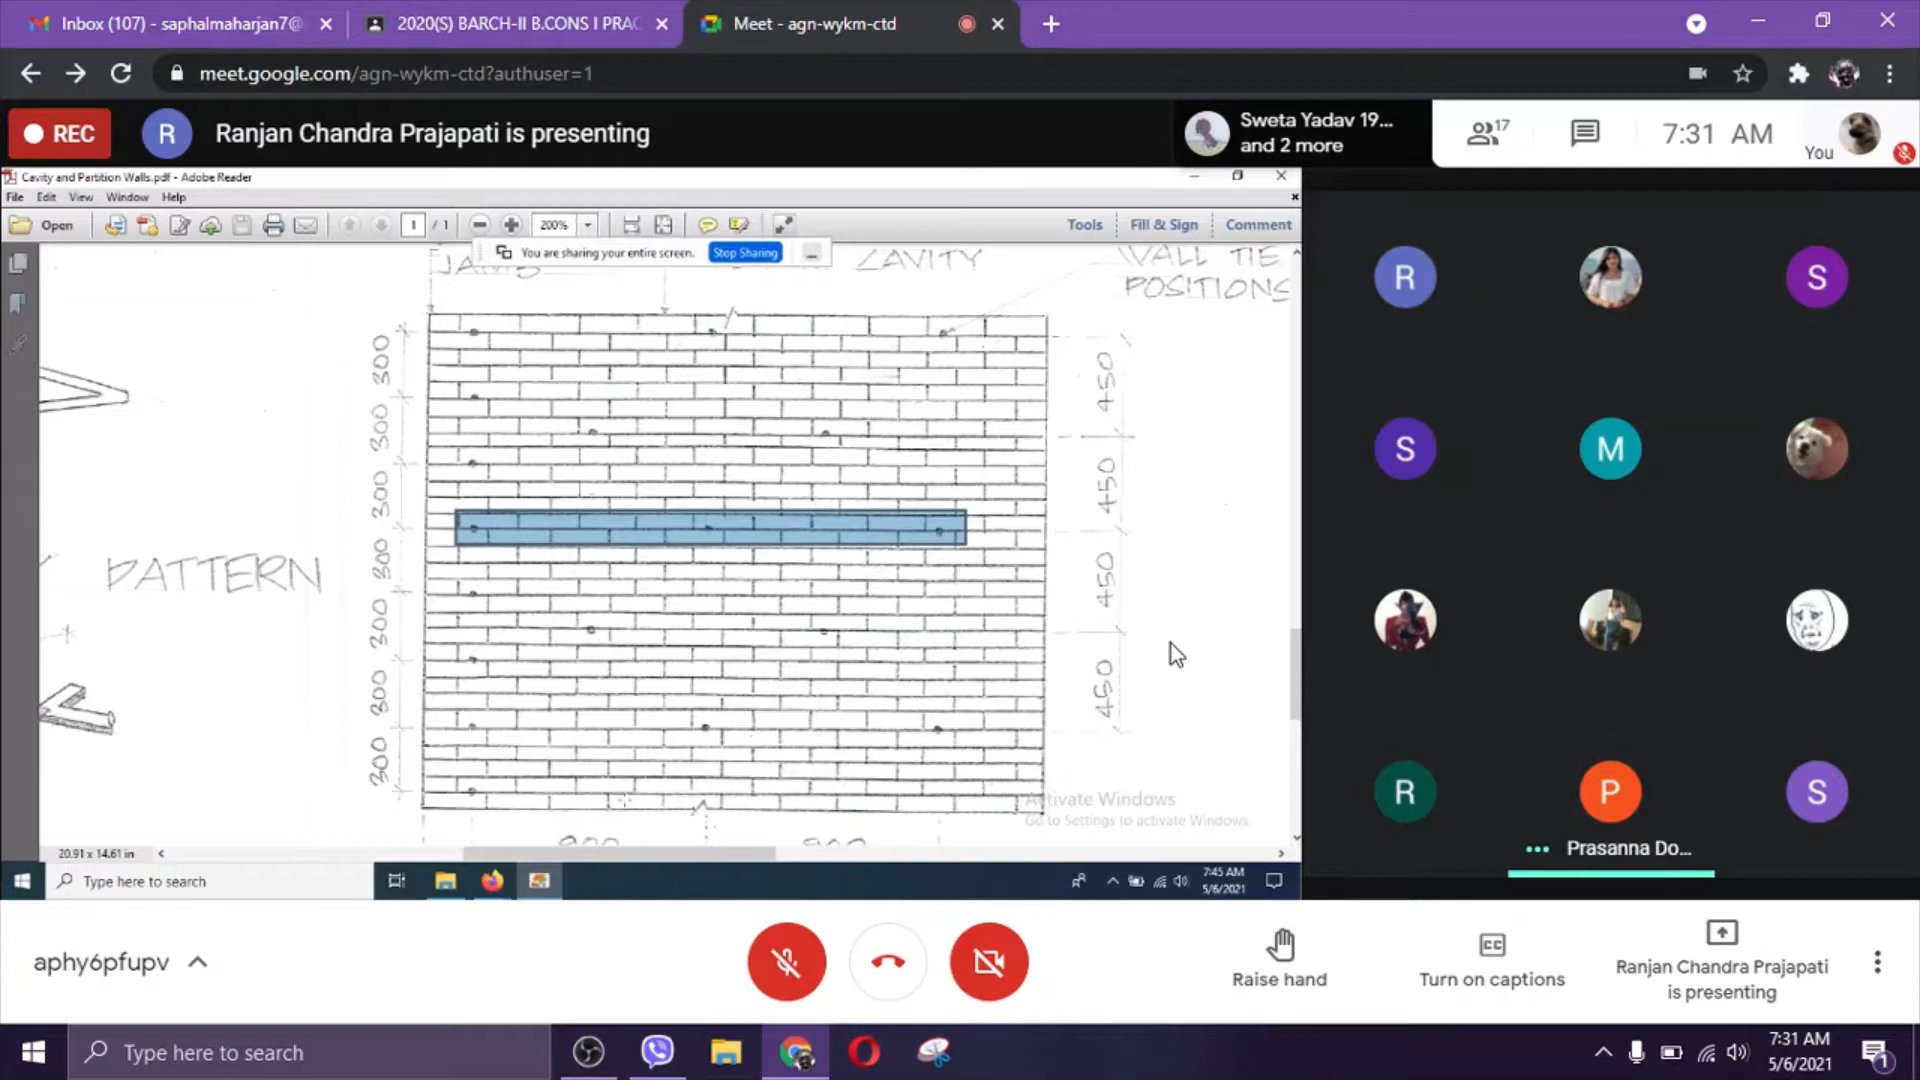 Inbox (107) - saphalmaharjan7@
2020(S) BARCH-II B.CONS I PRAC
Meet - agn-wykm-ctd
meet.google.com/agn-wykm-ctd?authuser=1
REC
R
Ranjan Chandra Prajapati is presenting
Sweta Yadav 19...
and 2 more
17
7:31 AM
You
Cavity and Partition Walls.pdf - Adobe Reader
File Edit View Window Help
Open
1 / 1
200%
Tools
Fill & Sign
Comment
You are sharing your entire screen.
Stop Sharing
CAVITY
WALL TIE
POSITIONS
300
300
300
300
300
300
300
450
450
450
450
PATTERN
900
900
Activate Windows
Go to Settings to activate Windows.
20.91 x 14.61 in
Type here to search
7:45 AM
5/6/2021
R
S
S
M
R
P
S
Prasanna Do...
aphy6pfupv
Raise hand
Turn on captions
Ranjan Chandra Prajapati
is presenting
Type here to search
7:31 AM
5/6/2021
1